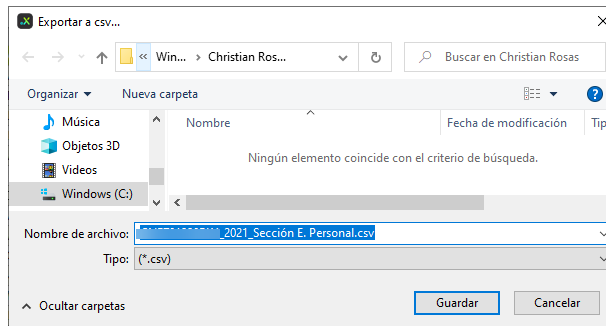 Exportar a csv...
« Win... > Christian Ros...
Buscar en Christian Rosas
Organizar
Nueva carpeta
Música
Objetos 3D
Videos
Windows (C:)
Nombre
Fecha de modificación
Tip
Ningún elemento coincide con el criterio de búsqueda.
Nombre de archivo: _2021_Sección E. Personal.csv
Tipo: (*.csv)
Ocultar carpetas
Guardar
Cancelar